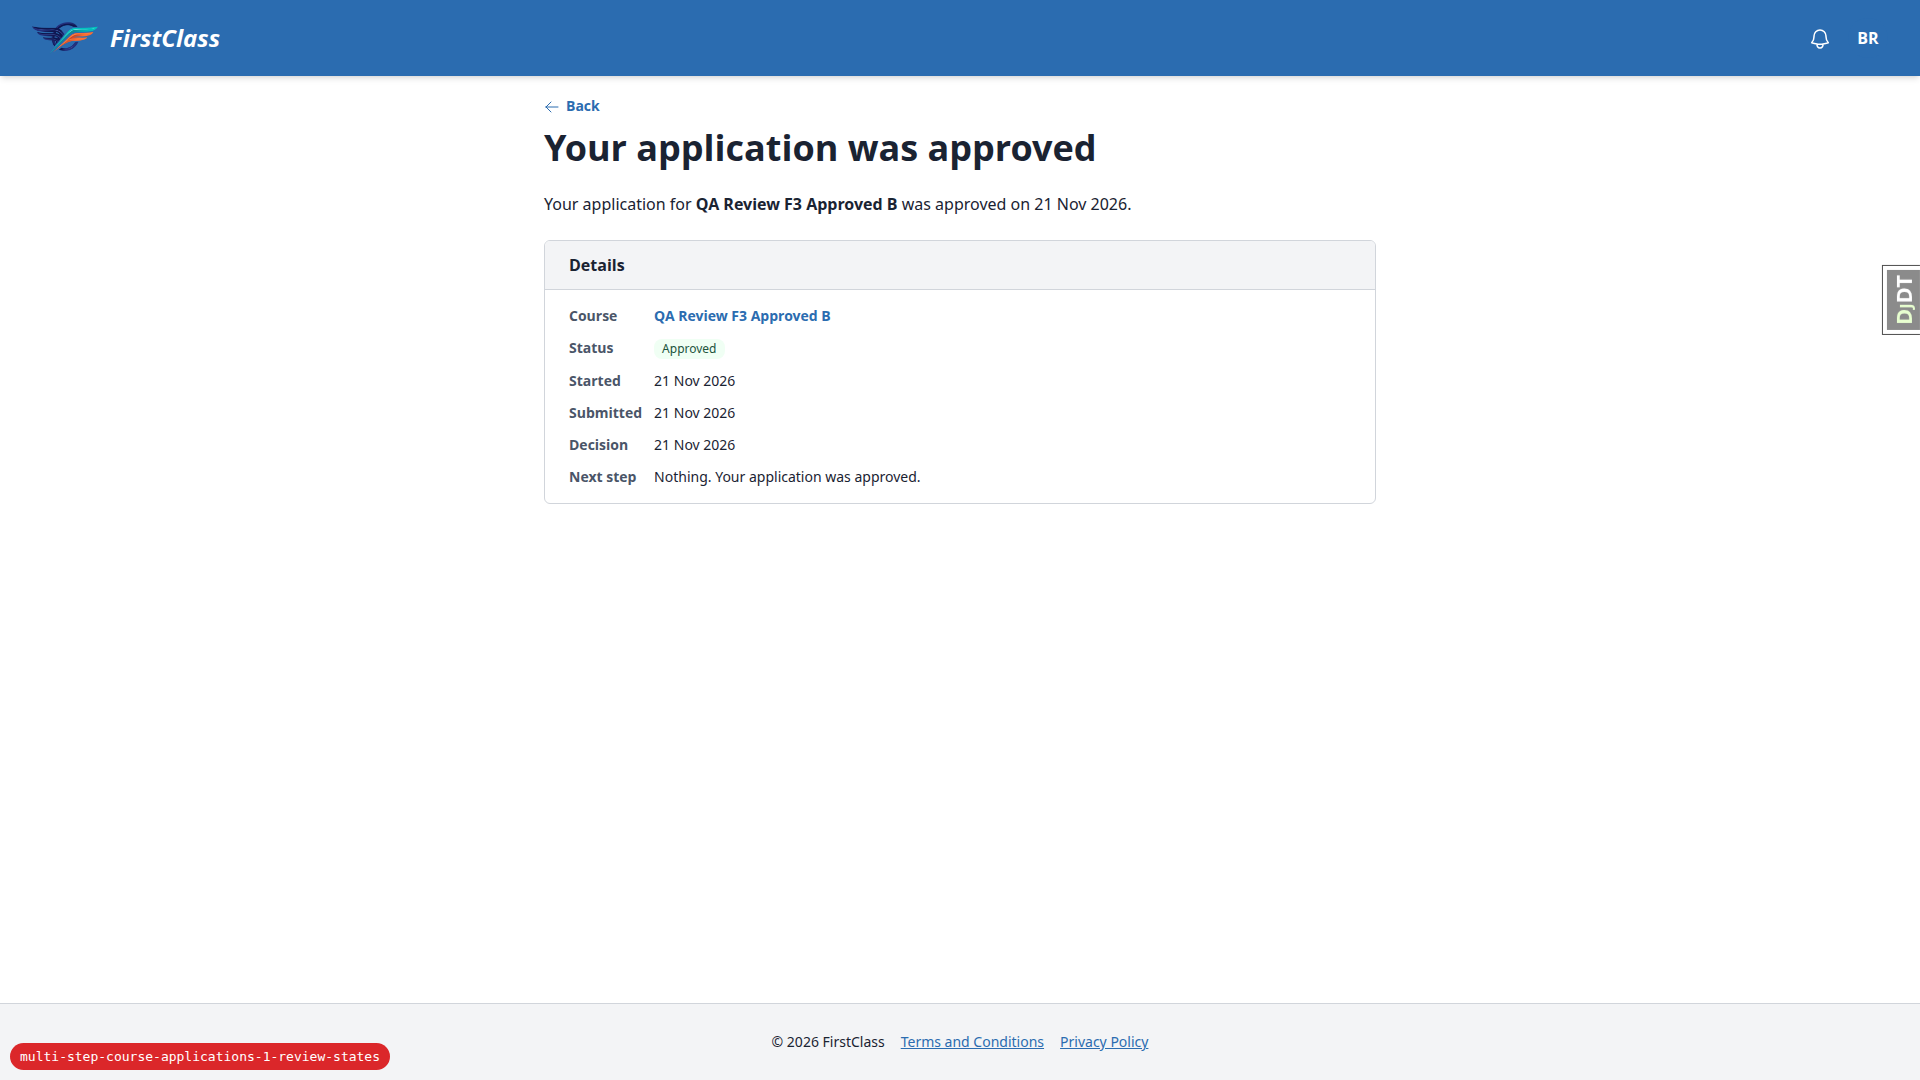 FirstClass
BR
Back
Your application was approved
Your application for QA Review F3 Approved B was approved on 21 Nov 2026.
Details
Course QA Review F3 Approved B
Status Approved
Started 21 Nov 2026
Submitted 21 Nov 2026
Decision 21 Nov 2026
Next step Nothing. Your application was approved.
DjDT
© 2026 FirstClass Terms and Conditions Privacy Policy
multi-step-course-applications-1-review-states